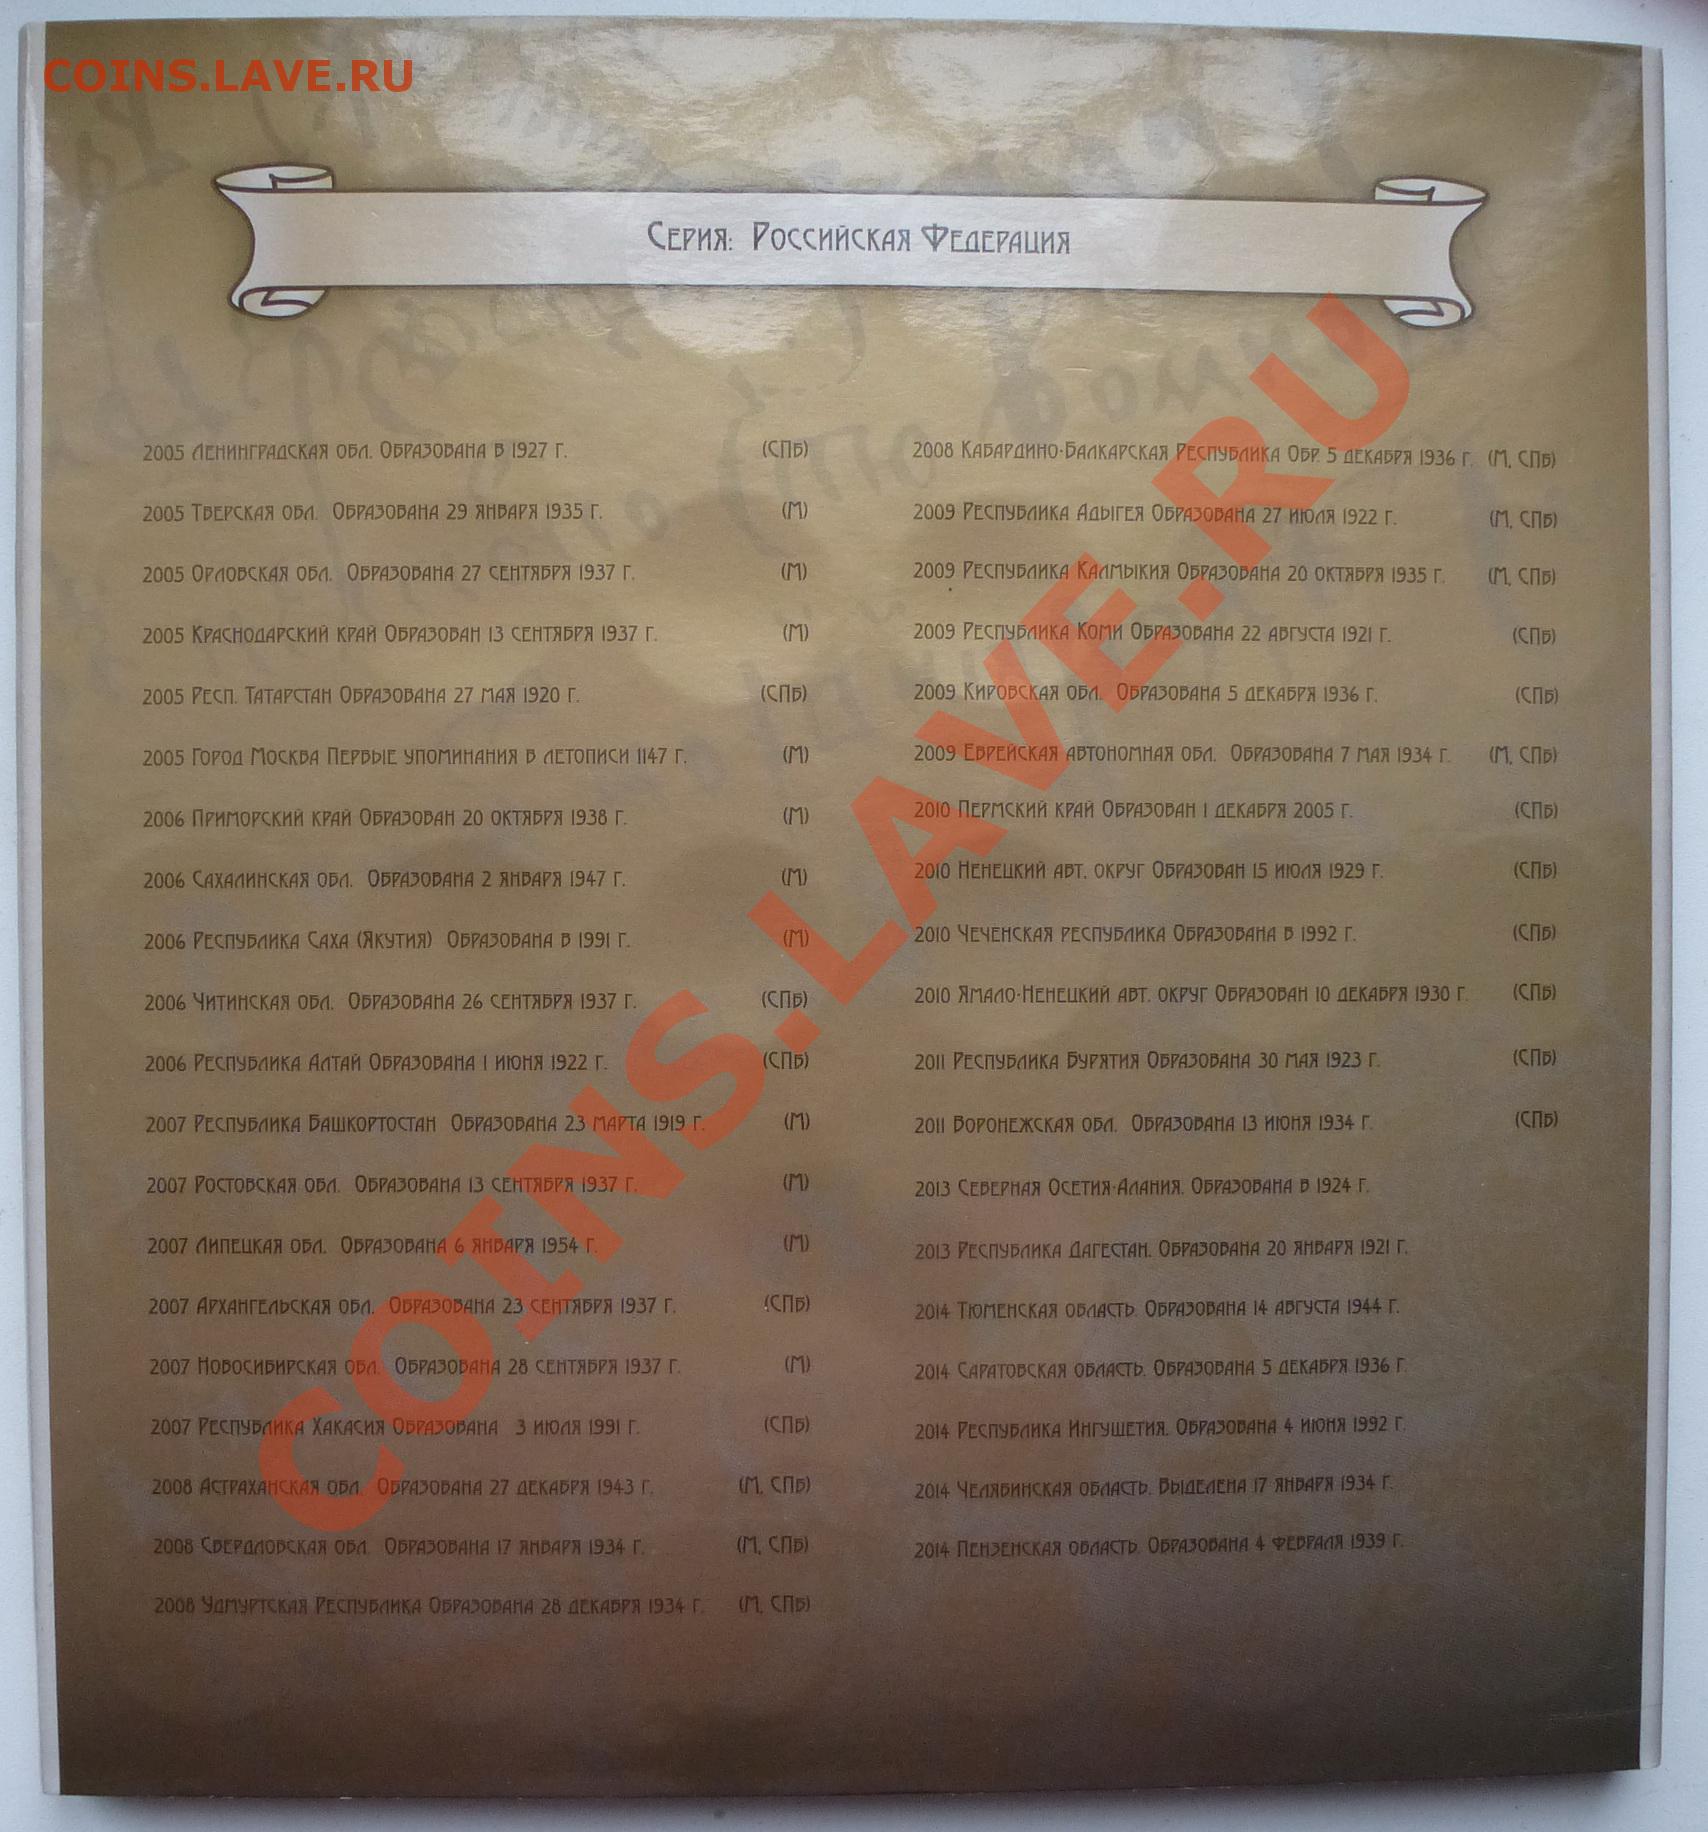 COINS.LAVE.RU
Серия: Российская Федерация
2005 Ленинградская обл. Образована в 1927 г. (СПб)
2005 Тверская обл. Образована 29 января 1935 г. (М)
2005 Орловская обл. Образована 27 сентября 1937 г. (М)
2005 Краснодарский край Образован 13 сентября 1937 г. (М)
2005 Респ. Татарстан Образована 27 мая 1920 г. (СПб)
2005 Город Москва Первые упоминания в летописи 1147 г. (М)
2006 Приморский край Образован 20 октября 1938 г. (М)
2006 Сахалинская обл. Образована 2 января 1947 г. (М)
2006 Республика Саха (Якутия) Образована в 1991 г. (М)
2006 Читинская обл. Образована 26 сентября 1937 г. (СПб)
2006 Республика Алтай Образована 1 июня 1922 г. (СПб)
2007 Республика Башкортостан Образована 23 марта 1919 г. (М)
2007 Ростовская обл. Образована 13 сентября 1937 г. (М)
2007 Липецкая обл. Образована 6 января 1954 г. (М)
2007 Архангельская обл. Образована 23 сентября 1937 г. (СПб)
2007 Новосибирская обл. Образована 28 сентября 1937 г. (М)
2007 Республика Хакасия Образована 3 июля 1991 г. (СПб)
2008 Астраханская обл. Образована 27 декабря 1943 г. (М, СПб)
2008 Свердловская обл. Образована 17 января 1934 г. (М, СПб)
2008 Удмуртская Республика Образована 28 декабря 1934 г. (М, СПб)
2008 Кабардино-Балкарская Республика Обр. 5 декабря 1936 г. (М, СПб)
2009 Республика Адыгея Образована 27 июля 1922 г. (М, СПб)
2009 Республика Калмыкия Образована 20 октября 1935 г. (М, СПб)
2009 Республика Коми Образована 22 августа 1921 г. (СПб)
2009 Кировская обл. Образована 5 декабря 1936 г. (СПб)
2009 Еврейская автономная обл. Образована 7 мая 1934 г. (М, СПб)
2010 Пермский край Образован 1 декабря 2005 г. (СПб)
2010 Ненецкий авт. округ Образован 15 июля 1929 г. (СПб)
2010 Чеченская республика Образована в 1992 г. (СПб)
2010 Ямало-Ненецкий авт. округ Образован 10 декабря 1930 г. (СПб)
2011 Республика Бурятия Образована 30 мая 1923 г. (СПб)
2011 Воронежская обл. Образована 13 июня 1934 г. (СПб)
2013 Северная Осетия-Алания. Образована в 1924 г.
2013 Республика Дагестан. Образована 20 января 1921 г.
2014 Тюменская область. Образована 14 августа 1944 г.
2014 Саратовская область. Образована 5 декабря 1936 г.
2014 Республика Ингушетия. Образована 4 июня 1992 г.
2014 Челябинская область. Выделена 17 января 1934 г.
2014 Пензенская область. Образована 4 февраля 1939 г.
COINS.LAVE.RU